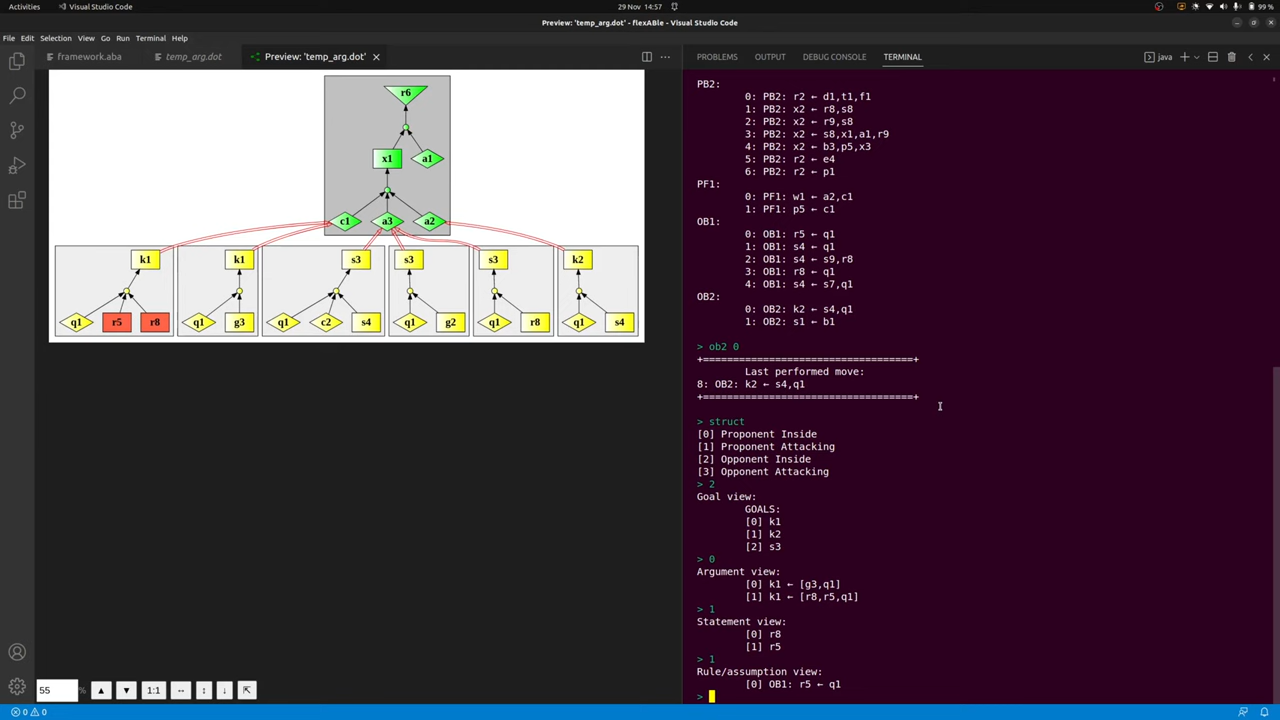 Activities
Visual Studio Code
29 Nov 14:57
99 %
Preview: 'temp_arg.dot' - flexABle - Visual Studio Code
File Edit Selection View Go Run Terminal Help
framework.aba
temp_arg.dot
Preview: 'temp_arg.dot'
r6
x1 a1
c1 a3 a2
k1 k1 s3 s3 s3 k2
q1 r5 r8 q1 g3 q1 c2 s4 q1 g2 q1 r8 q1 s4
55 %
1:1
0 0
PROBLEMS OUTPUT DEBUG CONSOLE TERMINAL
java
PB2:
0: PB2: r2 ← d1,t1,f1
1: PB2: x2 ← r8,s8
2: PB2: x2 ← r9,s8
3: PB2: x2 ← s8,x1,a1,r9
4: PB2: x2 ← b3,p5,x3
5: PB2: r2 ← e4
6: PB2: r2 ← p1
PF1:
0: PF1: w1 ← a2,c1
1: PF1: p5 ← c1
OB1:
0: OB1: r5 ← q1
1: OB1: s4 ← q1
2: OB1: s4 ← s9,r8
3: OB1: r8 ← q1
4: OB1: s4 ← s7,q1
OB2:
0: OB2: k2 ← s4,q1
1: OB2: s1 ← b1
> ob2 0
+===================================+
Last performed move:
8: OB2: k2 ← s4,q1
+===================================+
> struct
[0] Proponent Inside
[1] Proponent Attacking
[2] Opponent Inside
[3] Opponent Attacking
> 2
Goal view:
GOALS:
[0] k1
[1] k2
[2] s3
> 0
Argument view:
[0] k1 ← [g3,q1]
[1] k1 ← [r8,r5,q1]
> 1
Statement view:
[0] r8
[1] r5
> 1
Rule/assumption view:
[0] OB1: r5 ← q1
>